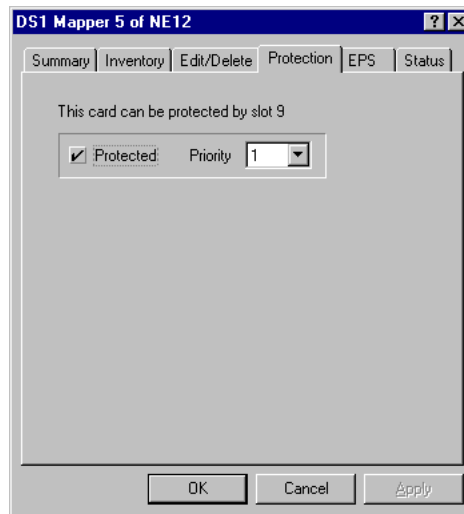 DS1 Mapper 5 of NE12
Summary Inventory Edit/Delete Protection EPS Status
This card can be protected by slot 9
Protected Priority 1
OK Cancel Apply